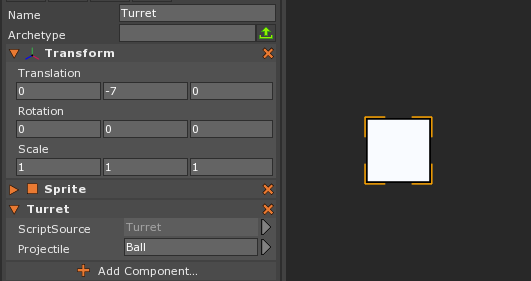 Name Turret
Archetype
Transform
Translation
0 -7 0
Rotation
0 0 0
Scale
1 1 1
Sprite
Turret
ScriptSource Turret
Projectile Ball
Add Component...